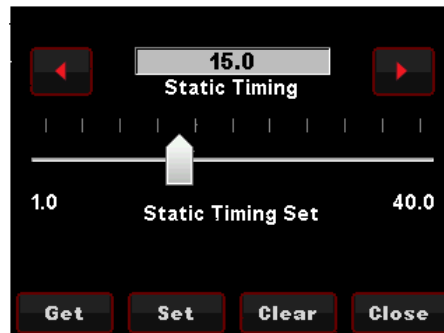 15.0
Static Timing
1.0
40.0
Static Timing Set
Get
Set
Clear
Close